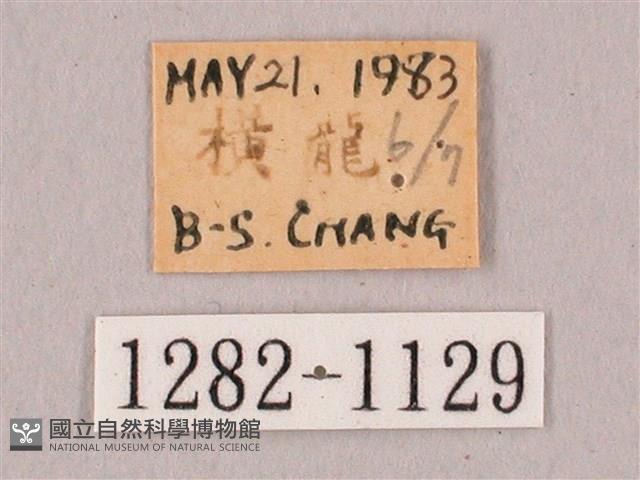 MAY 21. 1983
橫龍 6/7
B-S. CHANG
1282-1129
國立自然科學博物館
NATIONAL MUSEUM OF NATURAL SCIENCE